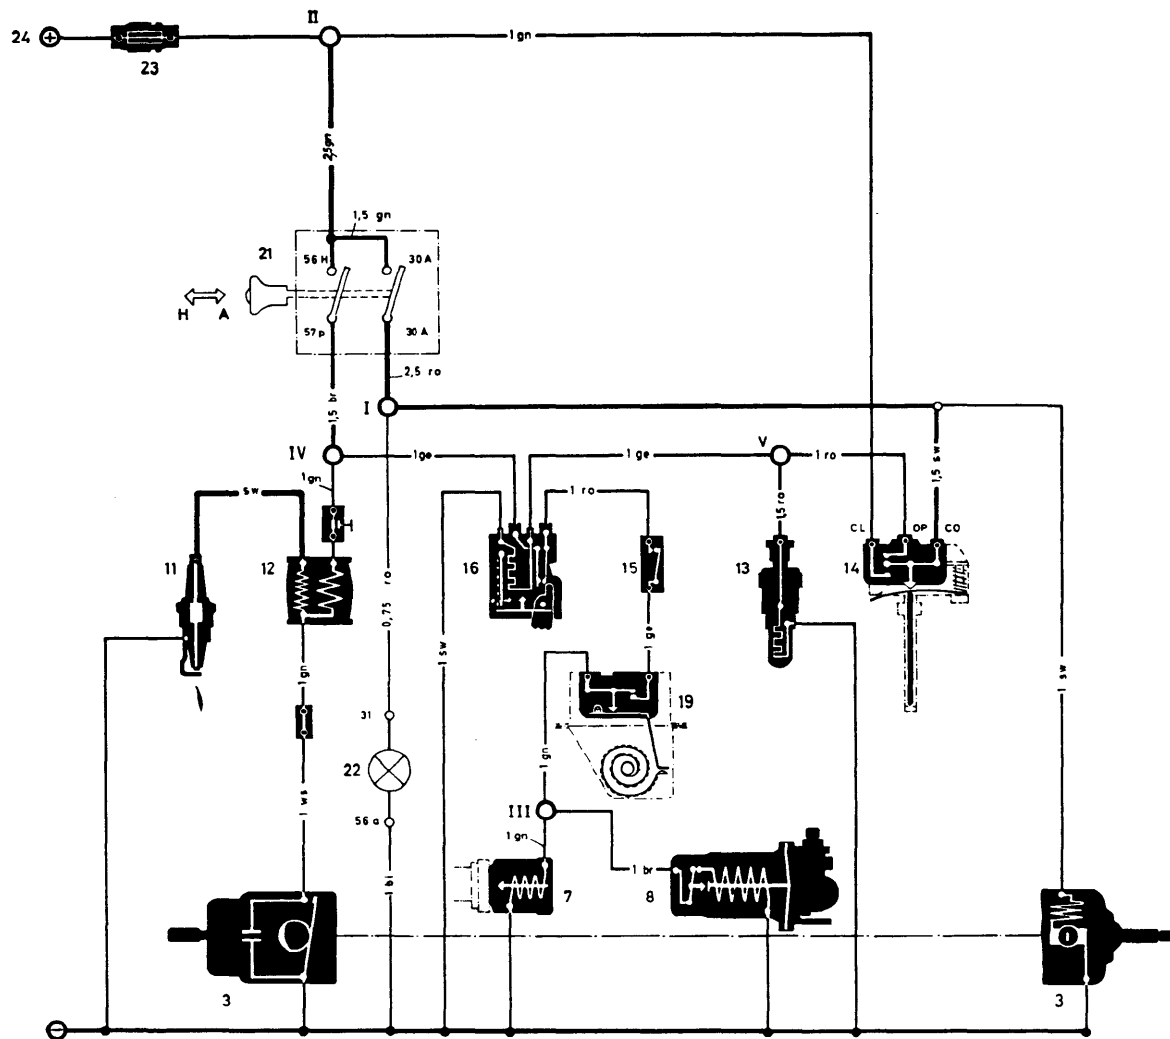 II
24
1 gn
23
2,5gn
1,5 gn
21
56 H
30 A
H
A
57 p
30 A
2,5 ro
1,5 br
I
IV
V
1 ge
1 ge
1 ro
1 gn
sw
1 ro
1,5 ro
1,5 sw
CL
OP
CO
11
12
16
15
13
14
0,75 ro
1 sw
1 ge
1 gn
1 sw
19
31
1 gn
22
1 ws
III
56 a
1 gn
1 br
1 bl
7
8
3
3